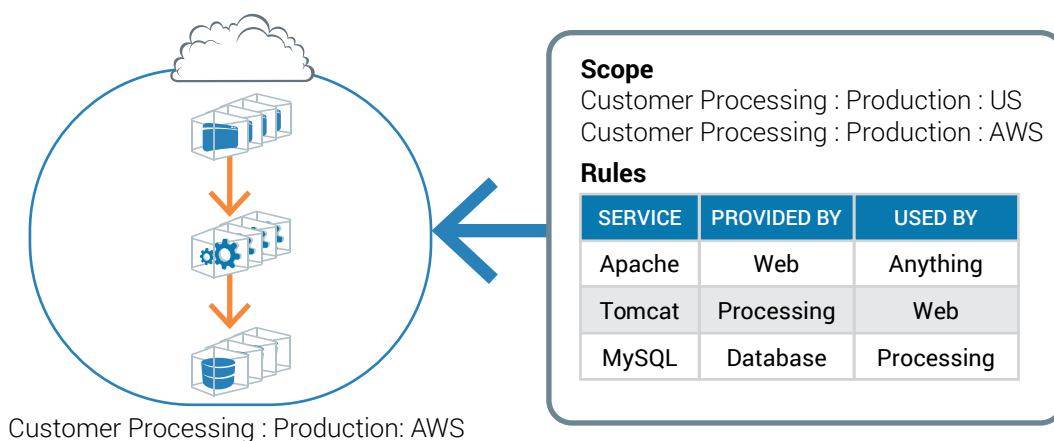 Scope
Customer Processing : Production : US
Customer Processing : Production : AWS
Rules
SERVICE PROVIDED BY USED BY
Apache Web Anything
Tomcat Processing Web
MySQL Database Processing
Customer Processing : Production: AWS